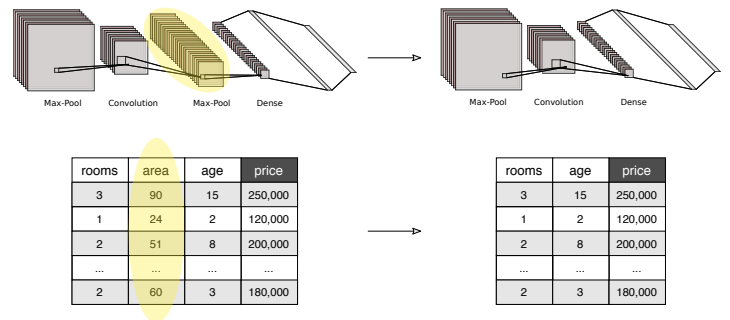 Max-Pool Convolution Max-Pool Dense
Max-Pool Convolution Dense
rooms area age price
3 90 15 250,000
1 24 2 120,000
2 51 8 200,000
... ... ... ...
2 60 3 180,000
rooms age price
3 15 250,000
1 2 120,000
2 8 200,000
... ... ...
2 3 180,000